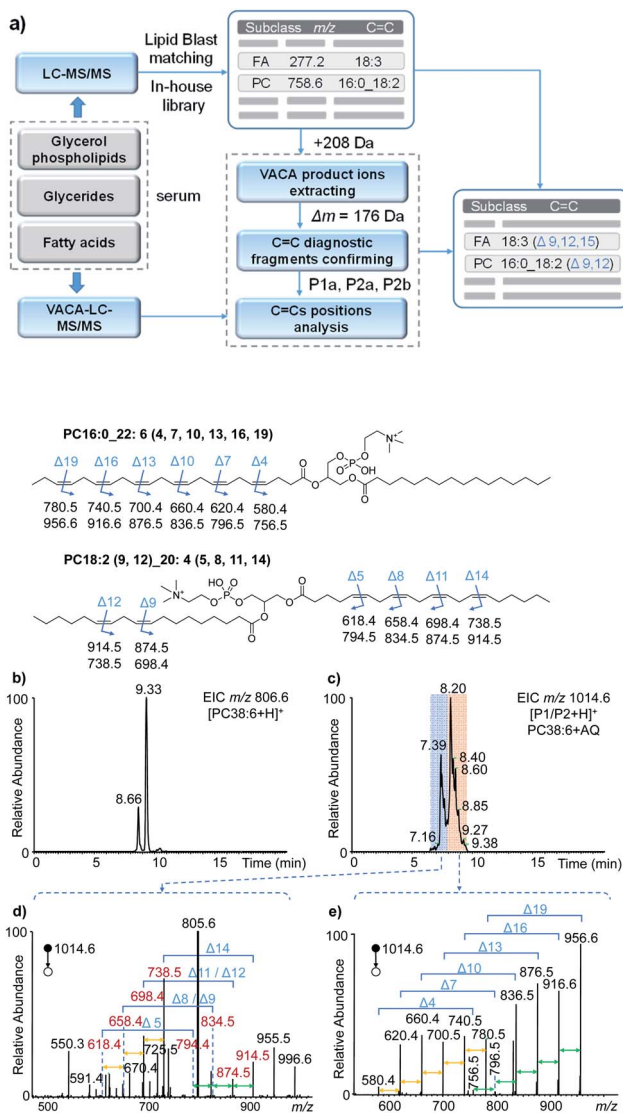 a)
LC-MS/MS
Lipid Blast
matching
In-house
library
Subclass m/z C=C
FA 277.2 18:3
PC 758.6 16:0_18:2
Glycerol
phospholipids
Glycerides
Fatty acids
serum
VACA-LC-
MS/MS
+208 Da
VACA product ions
extracting
Δm = 176 Da
C=C diagnostic
fragments confirming
P1a, P2a, P2b
C=Cs positions
analysis
Subclass C=C
FA 18:3 (Δ 9,12,15)
PC 16:0_18:2 (Δ 9,12)
PC16:0_22: 6 (4, 7, 10, 13, 16, 19)
Δ19 Δ16 Δ13 Δ10 Δ7 Δ4
780.5 740.5 700.4 660.4 620.4 580.4
956.6 916.6 876.5 836.5 796.5 756.5
O O P O OH O O O N+
PC18:2 (9, 12)_20: 4 (5, 8, 11, 14)
N+ O HO O P O O O O O
Δ12 Δ9
914.5 874.5
738.5 698.4
Δ5 Δ8 Δ11 Δ14
618.4 658.4 698.4 738.5
794.5 834.5 874.5 914.5
b)
EIC m/z 806.6
[PC38:6+H]+
9.33
8.66
100
0
Relative Abundance
0 5 10 15
Time (min)
c)
EIC m/z 1014.6
[P1/P2+H]+
PC38:6+AQ
8.20
7.39
8.40
8.60
8.85
9.27
9.38
7.16
100
0
Relative Abundance
0 5 10 15
Time (min)
d)
1014.6
805.6
Δ14
738.5
Δ11 / Δ12
698.4
Δ8 / Δ9
658.4
Δ 5
834.5
618.4
725.5
794.4
955.5
550.3
914.5
670.4
996.6
591.4
874.5
100
0
Relative Abundance
500 700 900 m/z
e)
1014.6
Δ19
956.6
Δ16
Δ13
876.5
Δ10
916.6
836.5
Δ7
Δ4
740.5
660.4
780.5
620.4
700.5
756.5
796.5
580.4
100
0
Relative Abundance
600 700 800 900 m/z